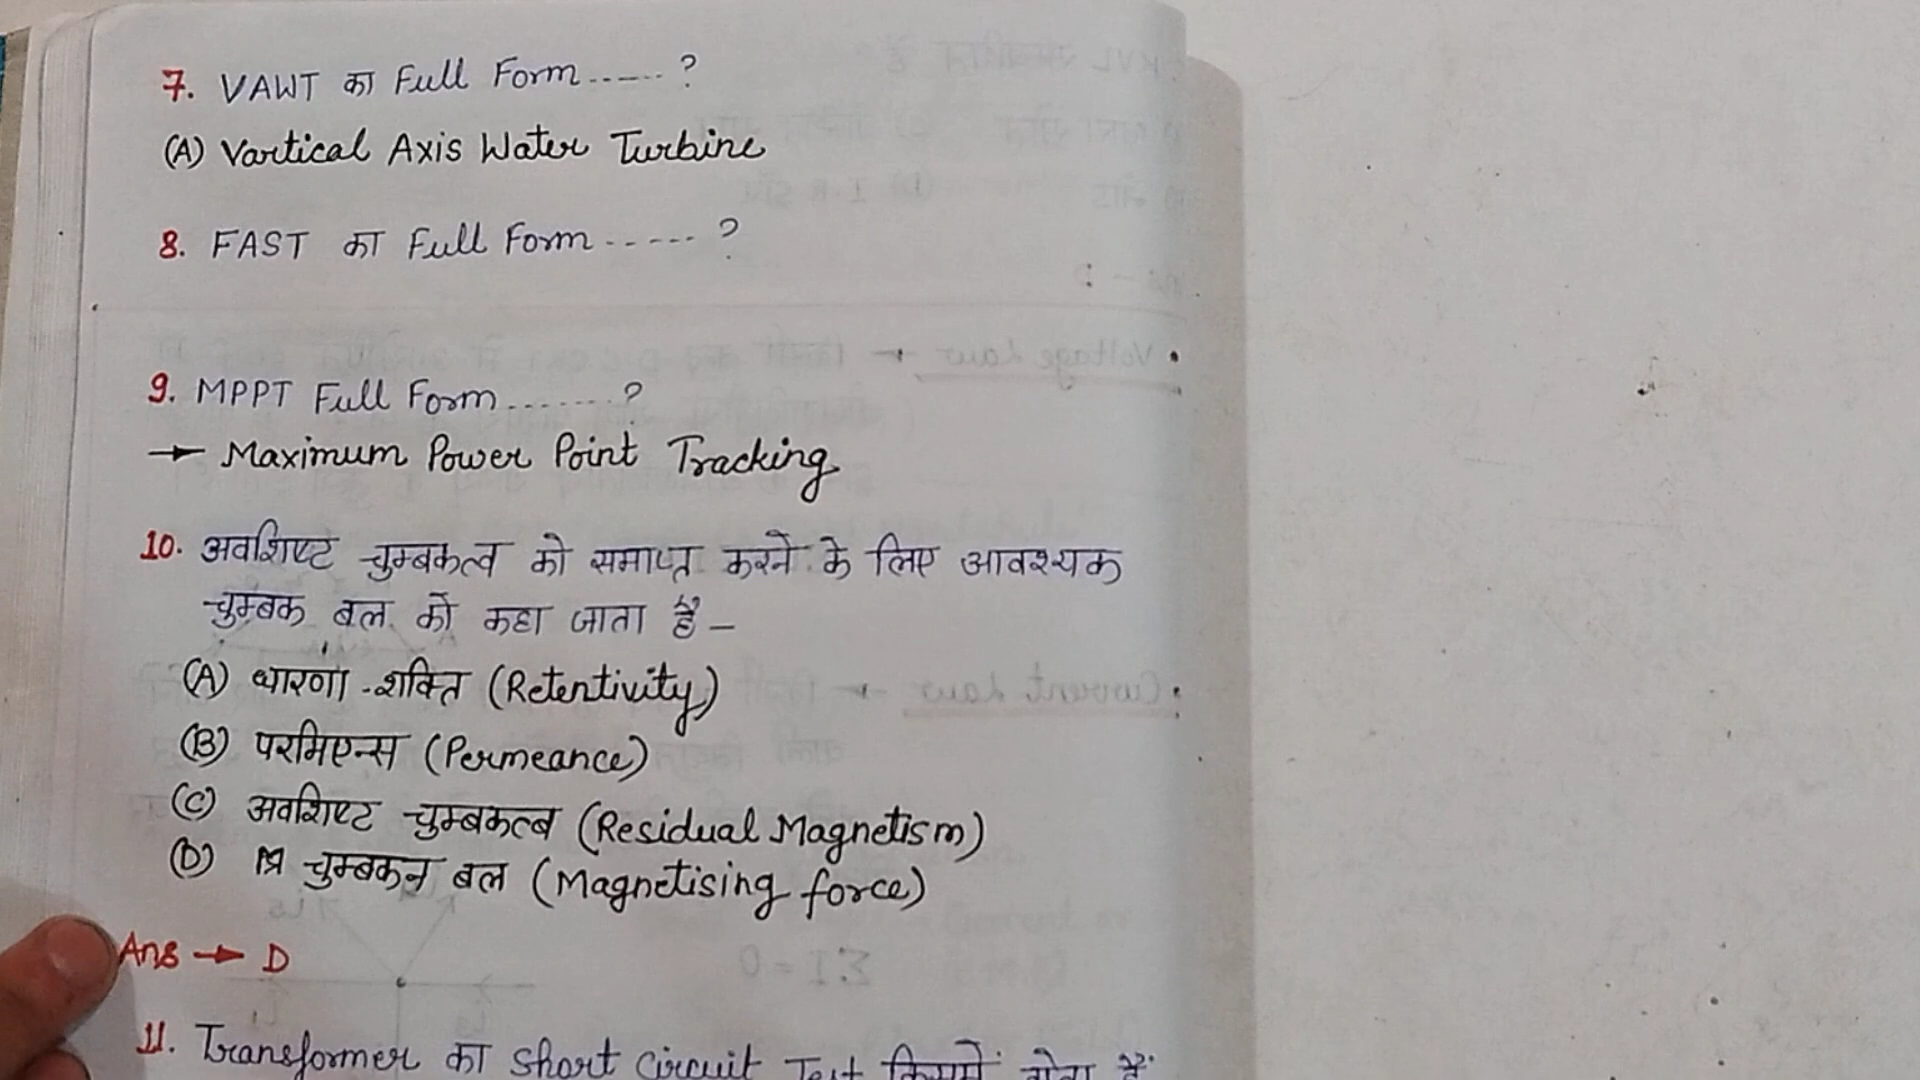 7. VAWT का Full Form ------ ?
(A) Vartical Axis Water Turbine
8. FAST का Full Form ------ ?
9. MPPT Full Form ------- ?
→ Maximum Power Point Tracking
10. अवशिष्ट चुम्बकत्व को समाप्त करने के लिए आवश्यक
चुम्बक बल को कहा जाता है –
(A) धारणा-शक्ति (Retentivity)
(B) परमिएन्स (Permeance)
(C) अवशिष्ट चुम्बकत्ब (Residual Magnetism)
(D) चुम्बकन बल (Magnetising force)
Ans → D
11. Transformer का Short Circuit Test किसमें होता है